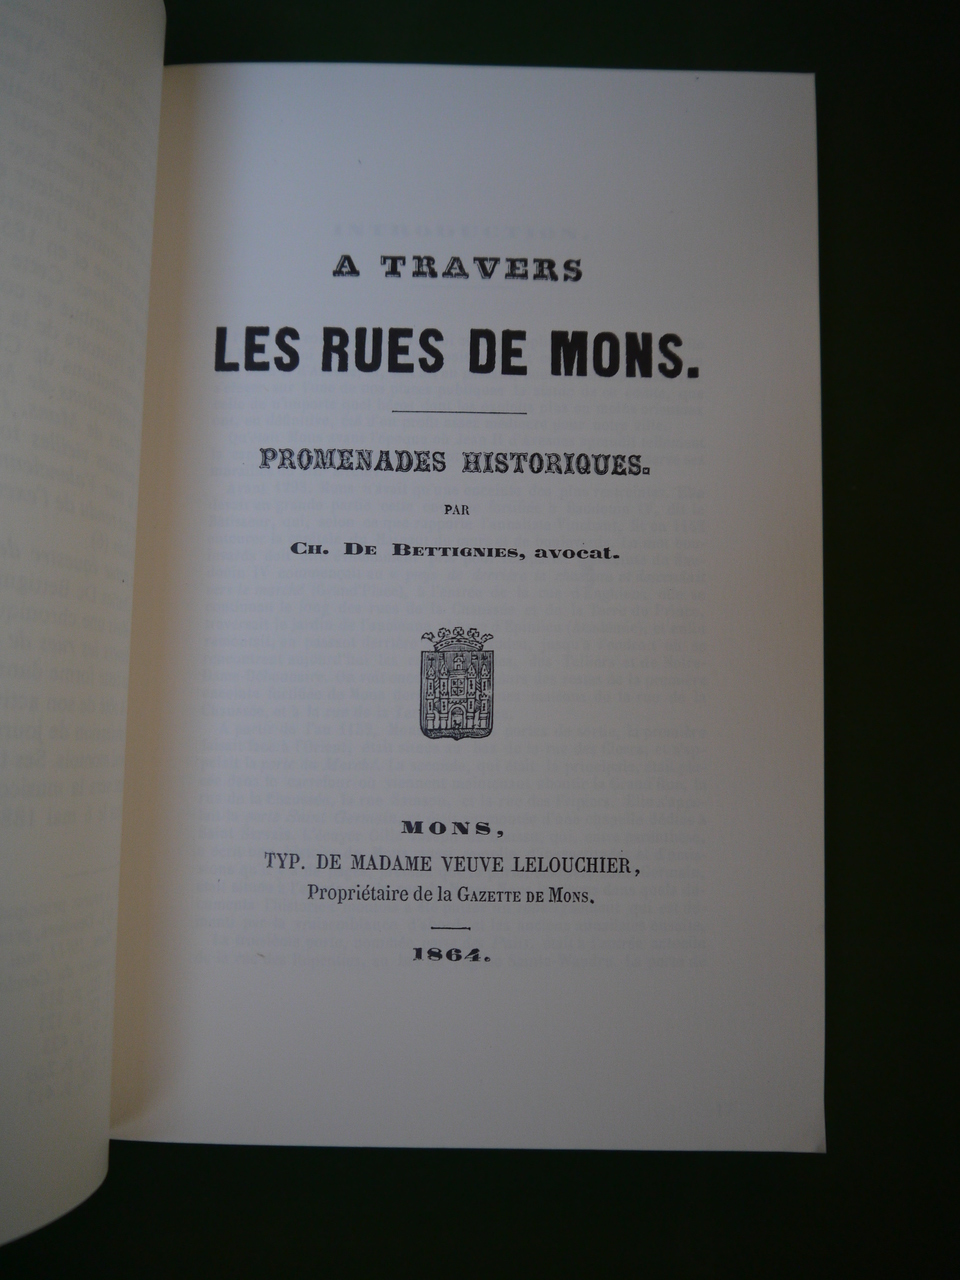 A TRAVERS
LES RUES DE MONS.
PROMENADES HISTORIQUES.
PAR
CH. DE BETTIGNIES, avocat.
MONS,
TYP. DE MADAME VEUVE LELOUCHIER,
Propriétaire de la GAZETTE DE MONS.
1864.